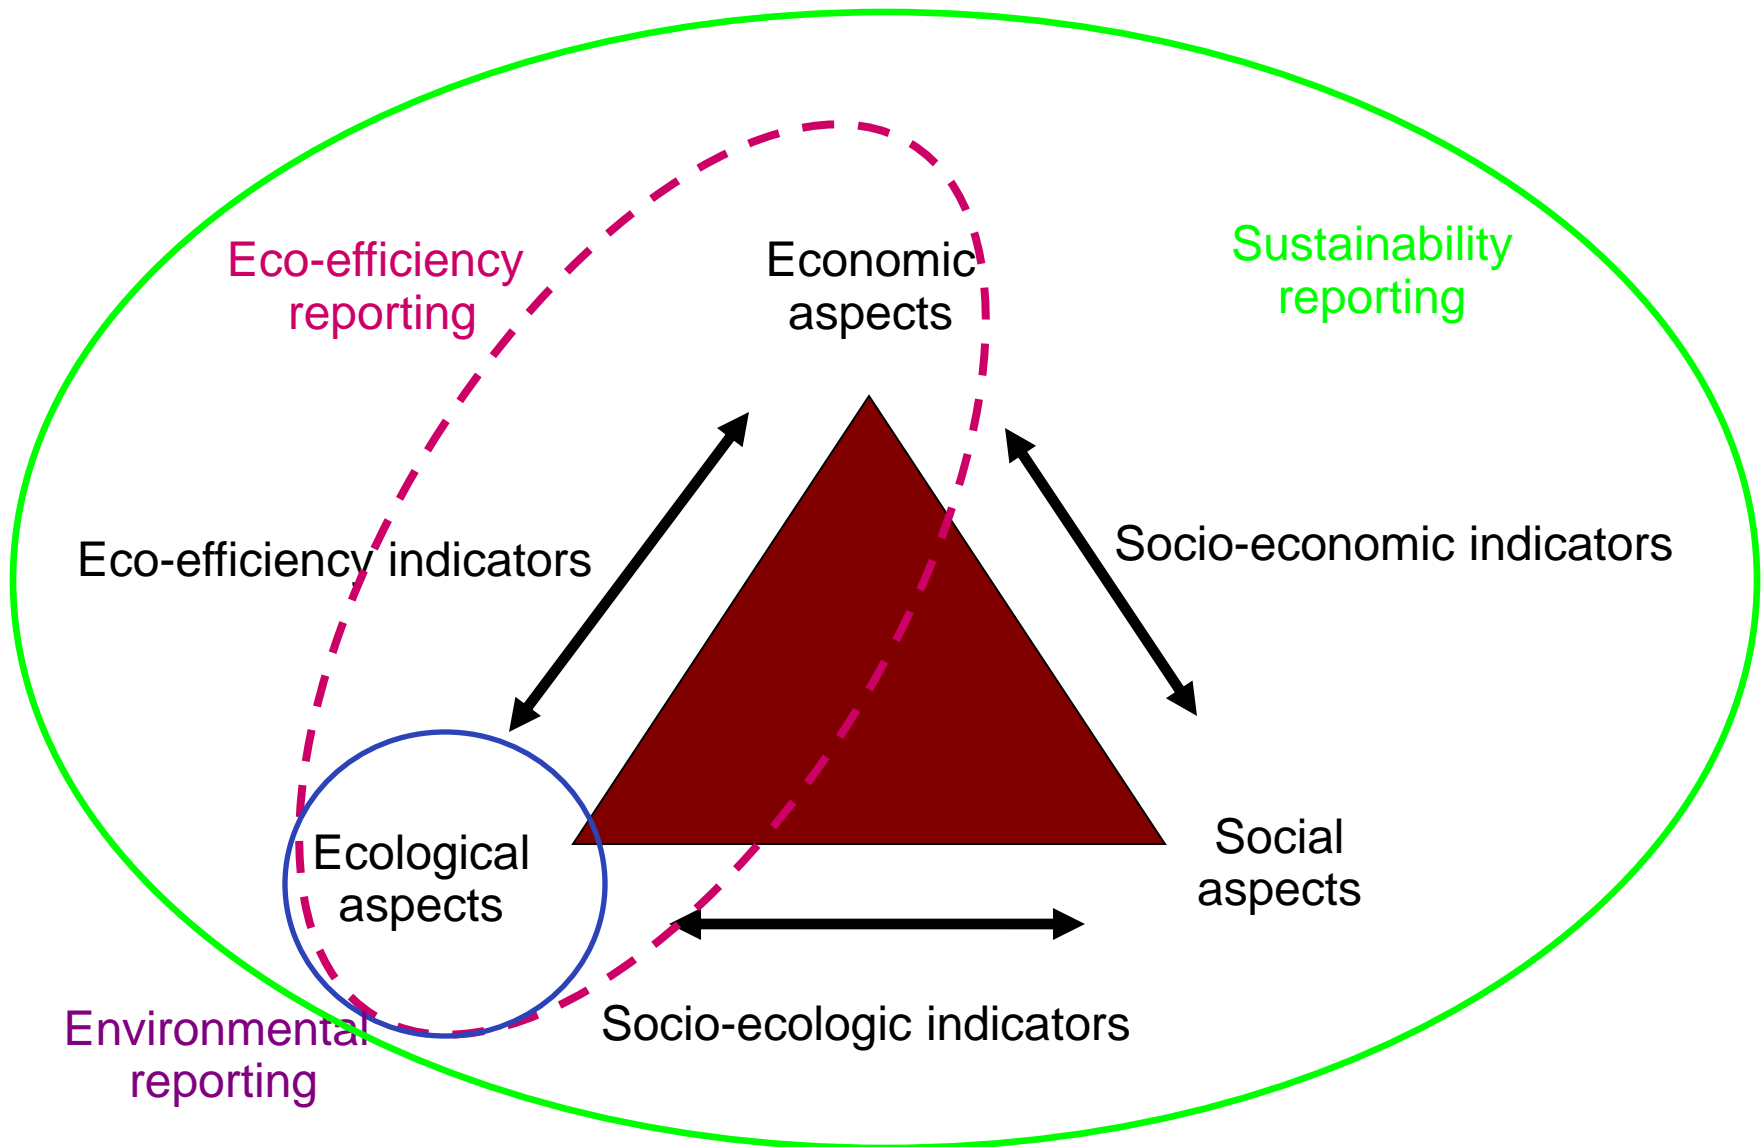 Eco-efficiency
reporting
Economic
aspects
Sustainability
reporting
Eco-efficiency indicators
Socio-economic indicators
Ecological
aspects
Social
aspects
Environmental
reporting
Socio-ecologic indicators